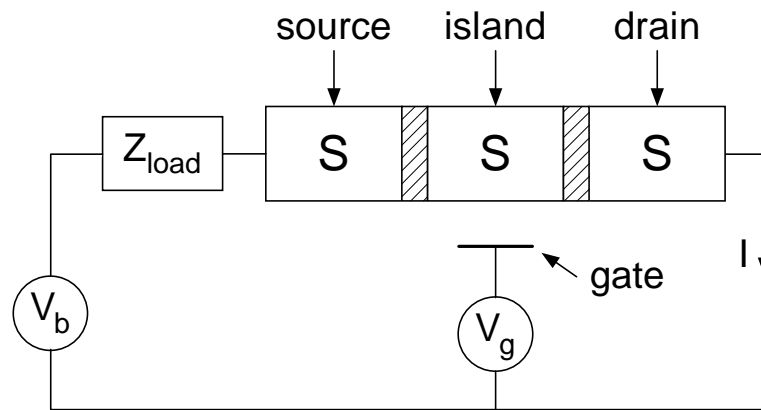 source island drain
Z_load S S S
I
gate
V_b V_g